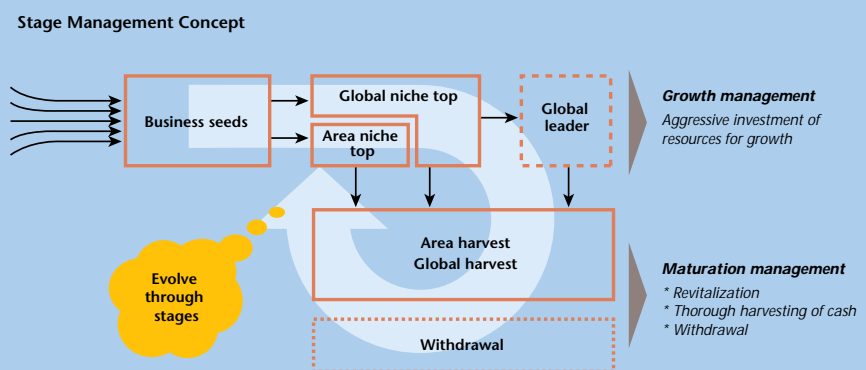 Stage Management Concept
Business seeds
Global niche top
Area niche
top
Global
leader
Growth management
Aggressive investment of
resources for growth
Evolve
through
stages
Area harvest
Global harvest
Maturation management
* Revitalization
* Thorough harvesting of cash
* Withdrawal
Withdrawal